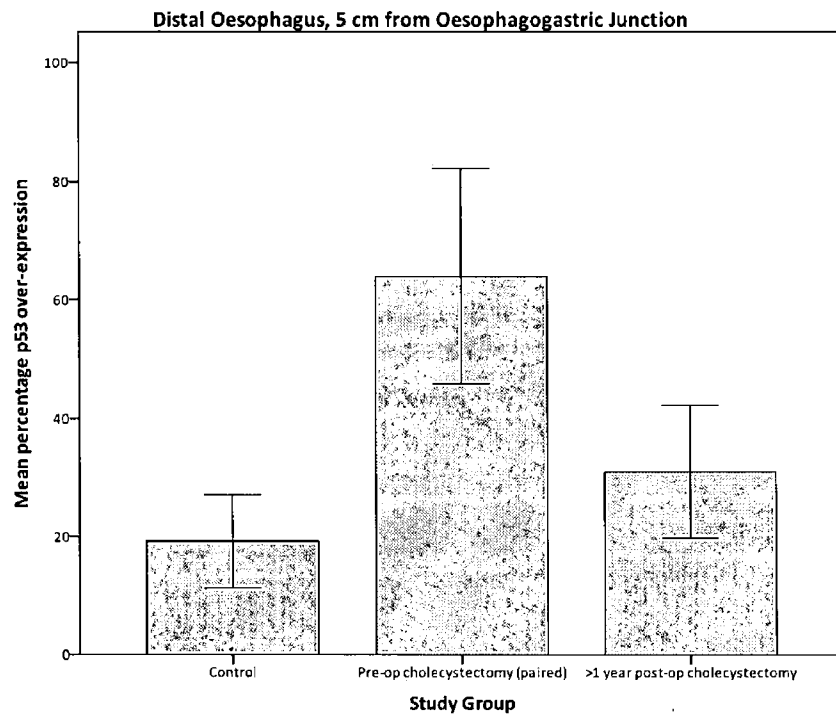 Distal Oesophagus, 5 cm from Oesophagogastric Junction
Mean percentage p53 over-expression
100
80
60
40
20
0
Control
Pre-op cholecystectomy (paired)
>1 year post-op cholecystectomy
Study Group